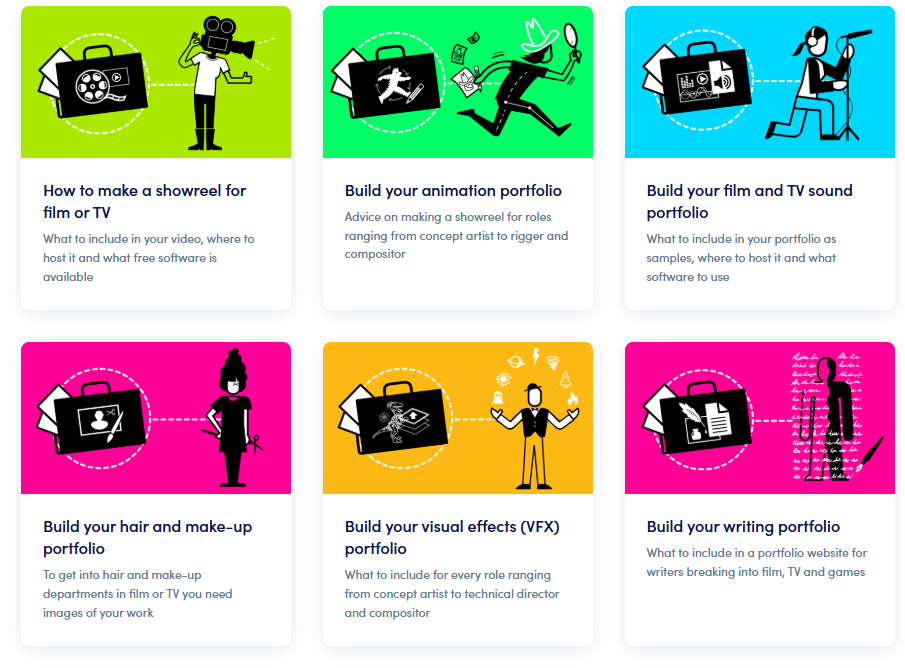 How to make a showreel for
film or TV
What to include in your video, where to
host it and what free software is
available
Build your animation portfolio
Advice on making a showreel for roles
ranging from concept artist to rigger and
compositor
Build your film and TV sound
portfolio
What to include in your portfolio as
samples, where to host it and what
software to use
Build your hair and make-up
portfolio
To get into hair and make-up
departments in film or TV you need
images of your work
Build your visual effects (VFX)
portfolio
What to include for every role ranging
from concept artist to technical director
and compositor
Build your writing portfolio
What to include in a portfolio website for
writers breaking into film, TV and games